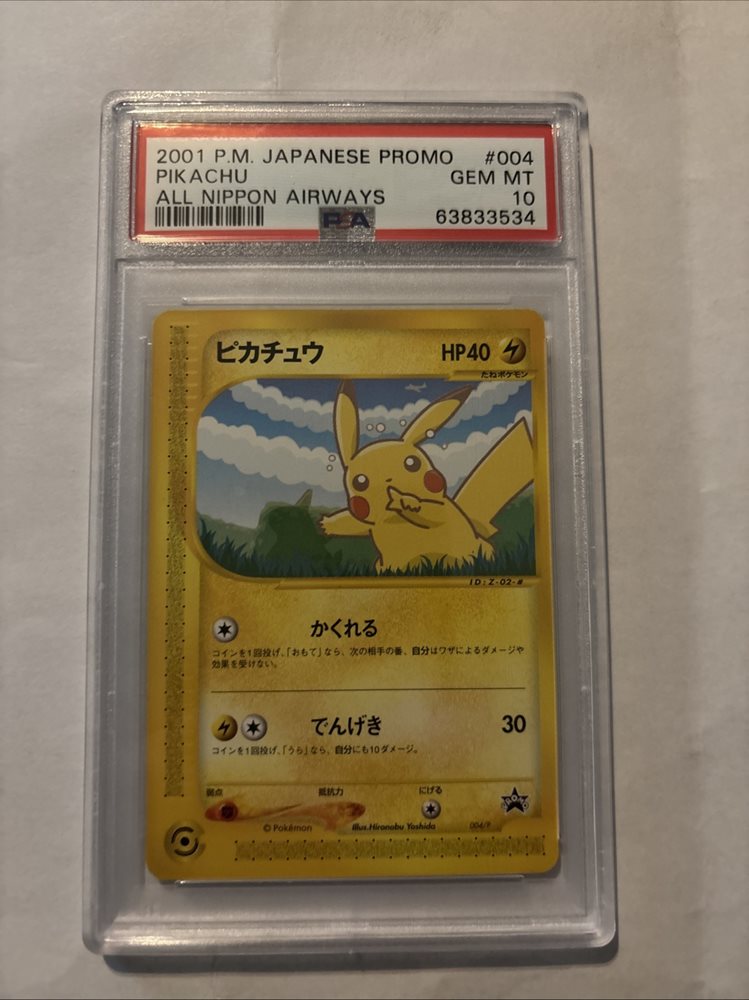 2001 P.M. JAPANESE PROMO #004
PIKACHU GEM MT
ALL NIPPON AIRWAYS 10
PSA 63833534
ピカチュウ HP40
たねポケモン
ID:Z-02-#
かくれる
コインを1回投げ、「おもて」なら、次の相手の番、自分はワザによるダメージや
効果を受けない。
でんげき 30
コインを1回投げ、「うら」なら、自分にも10ダメージ。
弱点 抵抗力 にげる
© Pokémon Illus.Hironobu Yoshida 004/P